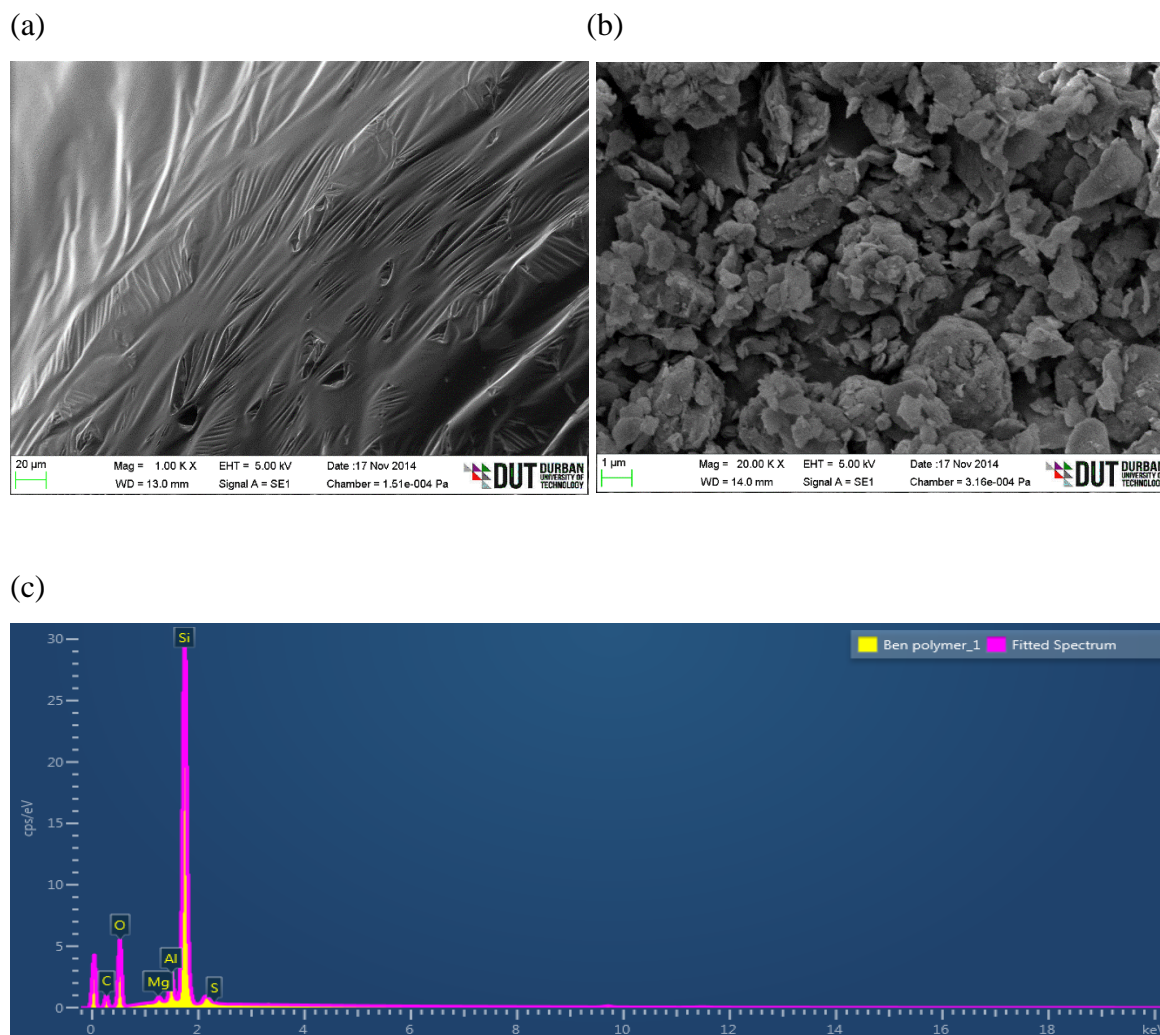 (a)
(b)
20 µm
Mag = 1.00 K X
EHT = 5.00 kV
Date :17 Nov 2014
WD = 13.0 mm
Signal A = SE1
Chamber = 1.51e-004 Pa
DUT DURBAN
UNIVERSITY OF
TECHNOLOGY
1 µm
Mag = 20.00 K X
EHT = 5.00 kV
Date :17 Nov 2014
WD = 14.0 mm
Signal A = SE1
Chamber = 3.16e-004 Pa
DUT DURBAN
UNIVERSITY OF
TECHNOLOGY
(c)
Ben polymer_1 Fitted Spectrum
cps/eV
30
25
20
15
10
5
0
Si
O
C
Mg
Al
S
0 2 4 6 8 10 12 14 16 18